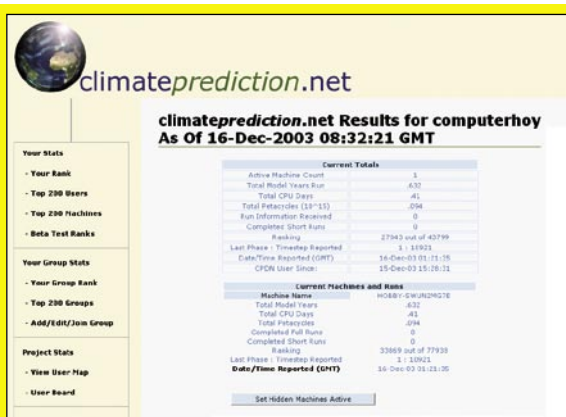 climateprediction.net
climateprediction.net Results for computerhoy
As Of 16-Dec-2003 08:32:21 GMT
Your Stats
- Your Rank
- Top 200 Users
- Top 200 Machines
- Beta Test Ranks
Your Group Stats
- Your Group Rank
- Top 200 Groups
- Add/Edit/Join Group
Project Stats
- View User Map
- User Board
Current Totals
Active Machine Count 1
Total Model Years Run .632
Total CPU Days .41
Total Petacycles (10^15) .094
Run Information Received 0
Completed Short Runs 0
Ranking 27943 out of 43799
Last Phase : Timestep Reported 1 : 10921
Date/Time Reported (GMT) 16-Dec-03 01:21:35
CPDN User Since: 15-Dec-03 15:28:31
Current Machines and Runs
Machine Name
Total Model Years .632
Total CPU Days .41
Total Petacycles .094
Completed Full Runs 0
Completed Short Runs 0
Ranking 33869 out of 77938
Last Phase : Timestep Reported 1 : 10921
Date/Time Reported (GMT) 16-Dec-03 01:21:35
Set Hidden Machines Active